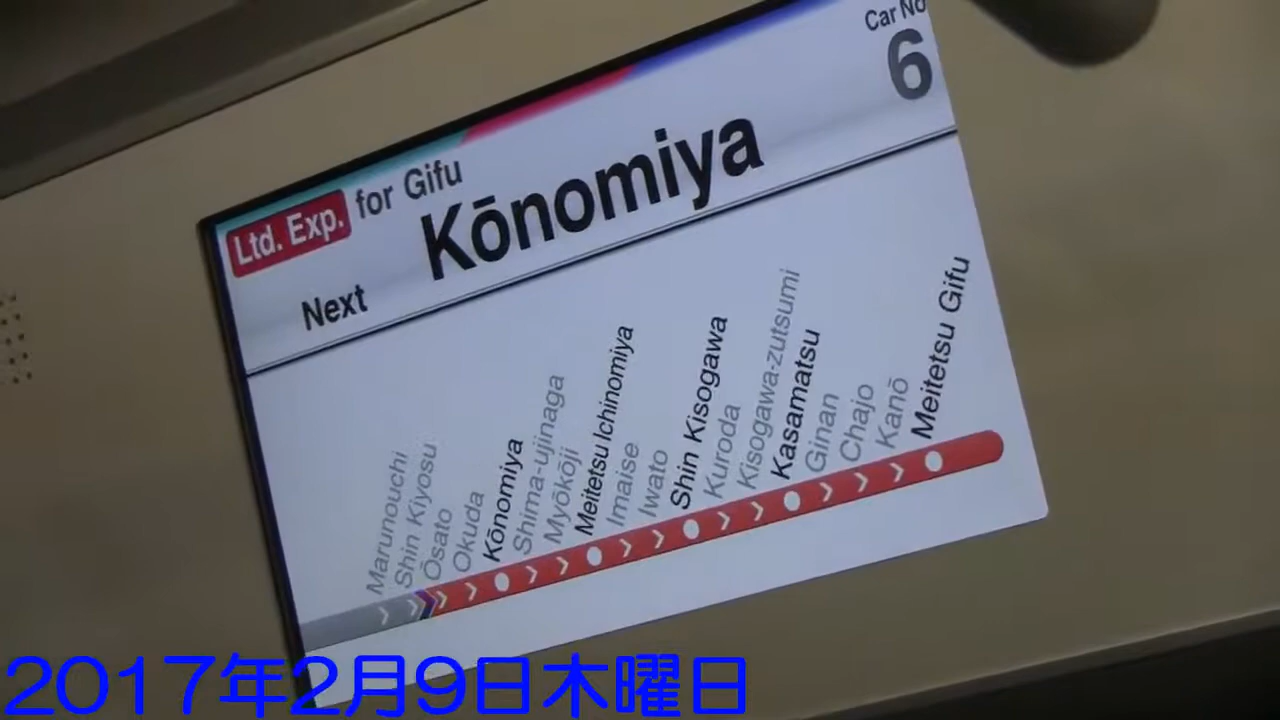 Car No
6
Ltd. Exp. for Gifu
Next Kōnomiya
Marunouchi
Shin Kiyosu
Ōsato
Okuda
Kōnomiya
Shima-ujinaga
Myōkōji
Meitetsu Ichinomiya
Imaise
Iwato
Shin Kisogawa
Kuroda
Kisogawa-zutsumi
Kasamatsu
Ginan
Chajo
Kanō
Meitetsu Gifu
2017年2月9日木曜日